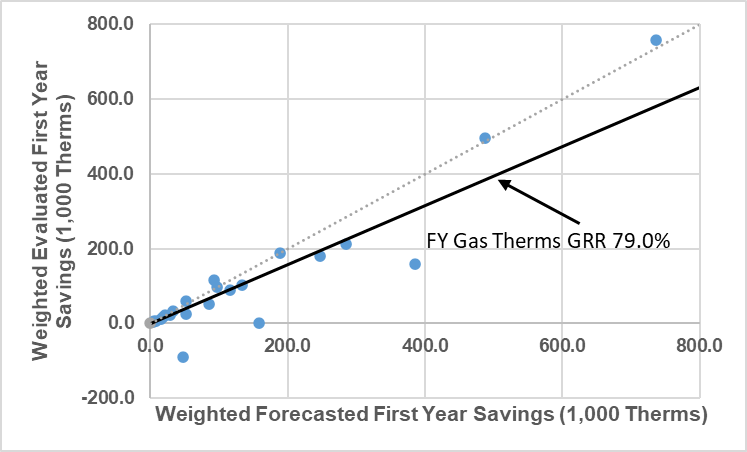 800.0
600.0
400.0
200.0
0.0
-200.0
Weighted Evaluated First Year
Savings (1,000 Therms)
FY Gas Therms GRR 79.0%
0.0 200.0 400.0 600.0 800.0
Weighted Forecasted First Year Savings (1,000 Therms)